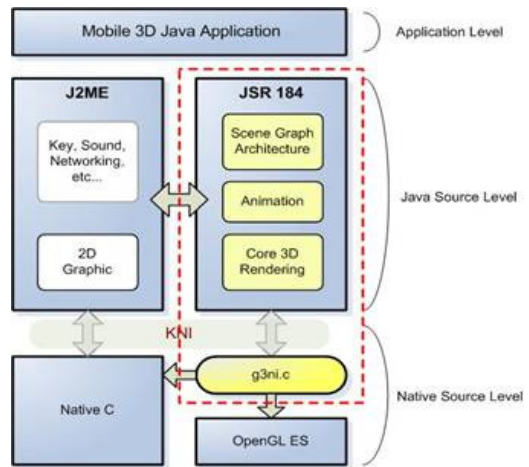 Mobile 3D Java Application
Application Level
J2ME
JSR 184
Key, Sound,
Networking,
etc...
Scene Graph
Architecture
Animation
Java Source Level
2D
Graphic
Core 3D
Rendering
KNI
g3ni.c
Native C
Native Source Level
OpenGL ES